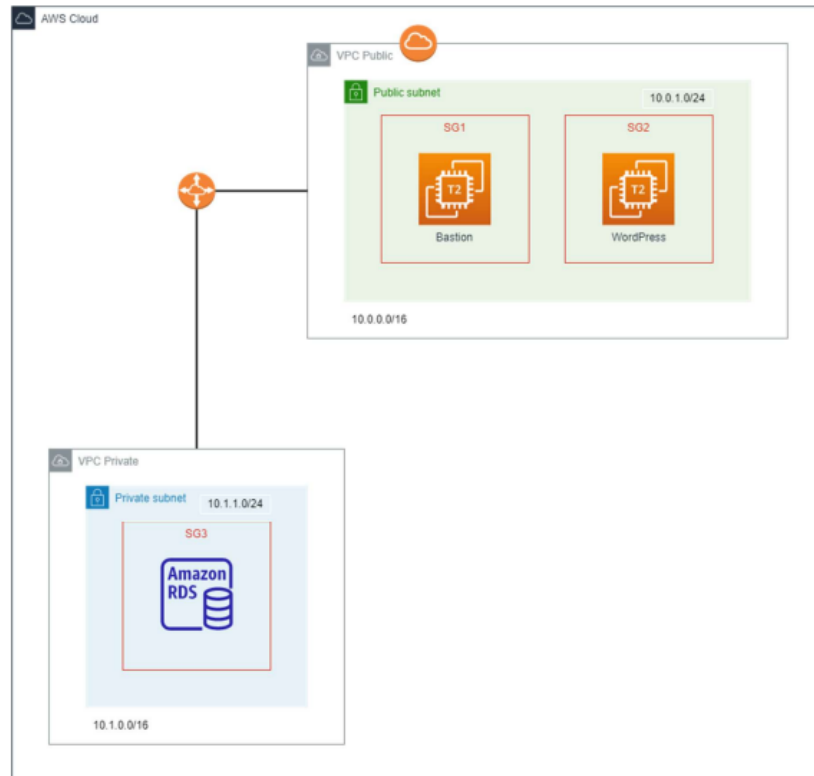 AWS Cloud
VPC Public
Public subnet
10.0.1.0/24
SG1
SG2
T2
T2
Bastion
WordPress
10.0.0.0/16
VPC Private
Private subnet
10.1.1.0/24
SG3
Amazon
RDS
10.1.0.0/16